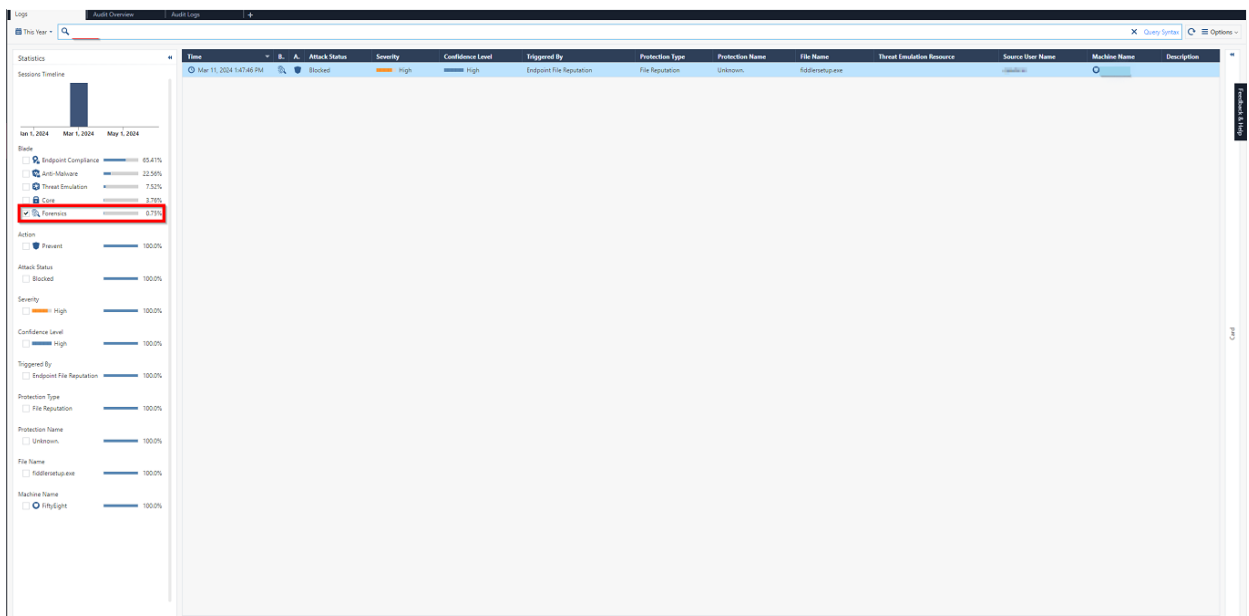 Logs Audit Overview Audit Logs +
This Year Query Syntax Options
Statistics
Time B. A. Attack Status Severity Confidence Level Triggered By Protection Type Protection Name File Name Threat Emulation Resource Source User Name Machine Name Description
Mar 11, 2024 1:47:46 PM Blocked High High Endpoint File Reputation File Reputation Unknown. fiddlersetup.exe
Sessions Timeline
Jan 1, 2024 Mar 1, 2024 May 1, 2024
Blade
Endpoint Compliance 65.41%
Anti-Malware 22.56%
Threat Emulation 7.52%
Core 3.76%
Forensics 0.75%
Action
Prevent 100.0%
Attack Status
Blocked 100.0%
Severity
High 100.0%
Confidence Level
High 100.0%
Triggered By
Endpoint File Reputation 100.0%
Protection Type
File Reputation 100.0%
Protection Name
Unknown. 100.0%
File Name
fiddlersetup.exe 100.0%
Machine Name
FiftyEight 100.0%
Feedback & Help
Card